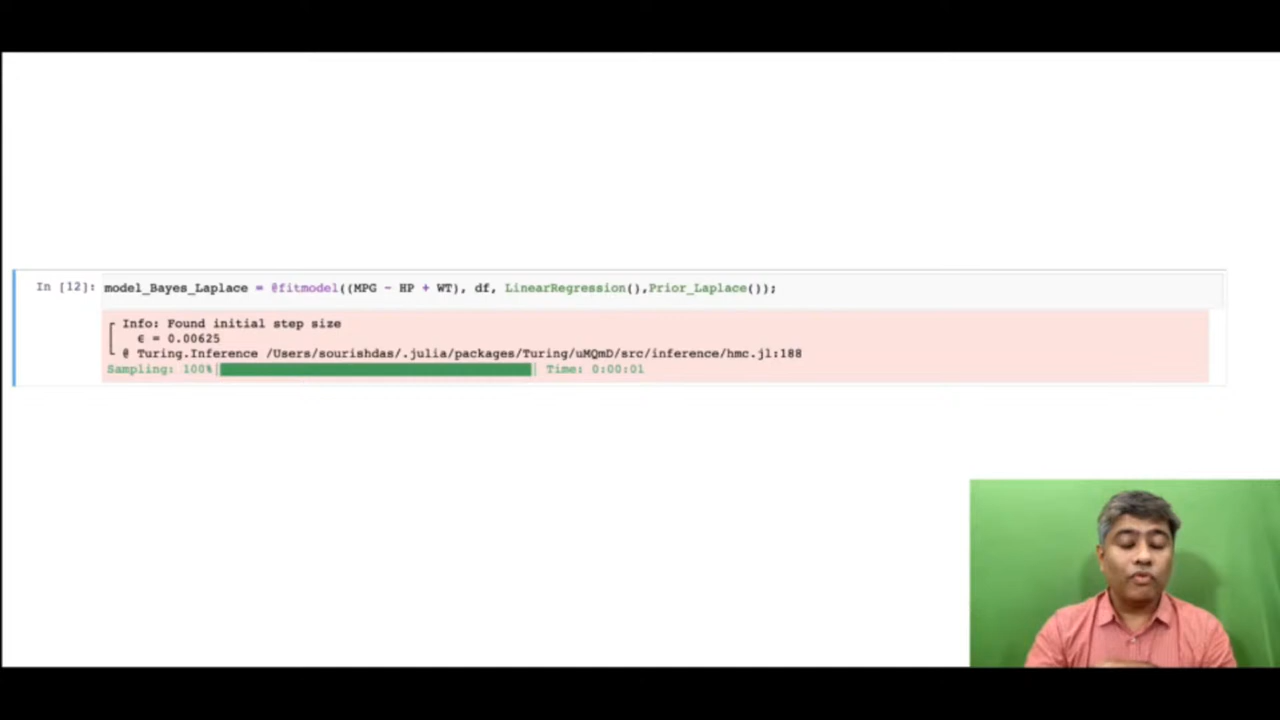 In [12]: model_Bayes_Laplace = @fitmodel((MPG ~ HP + WT), df, LinearRegression(),Prior_Laplace());
┌ Info: Found initial step size
│ ϵ = 0.00625
└ @ Turing.Inference /Users/sourishdas/.julia/packages/Turing/uMQmD/src/inference/hmc.jl:188
Sampling: 100%|█████████████████████████████████████████| Time: 0:00:01